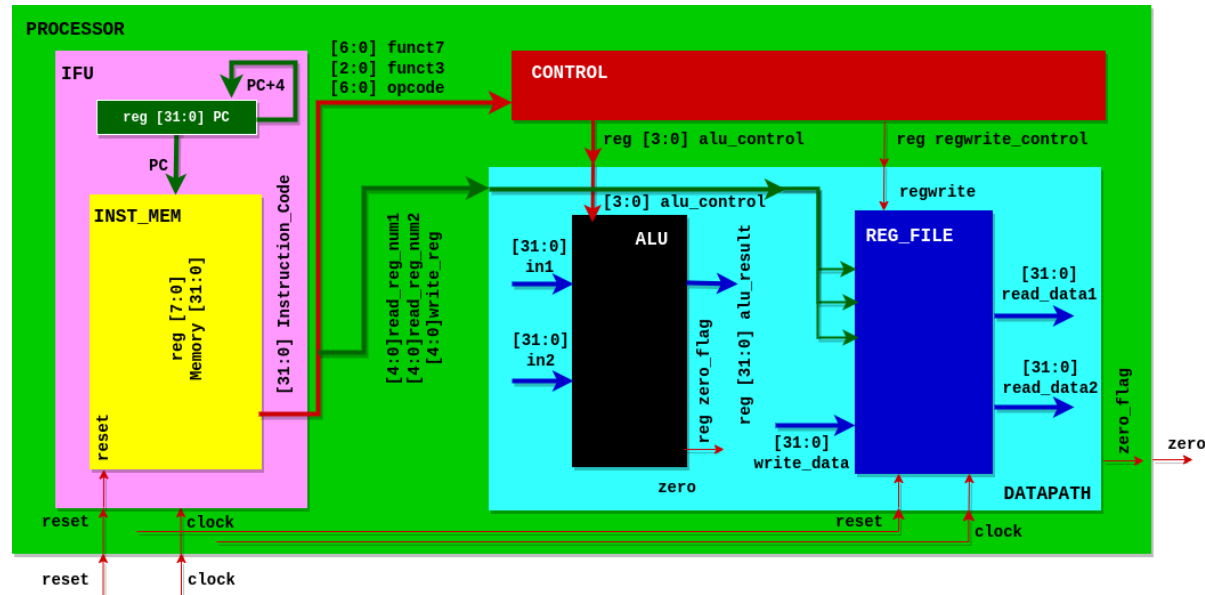 PROCESSOR
IFU
PC+4
reg [31:0] PC
PC
INST_MEM
reg [7:0]
Memory [31:0]
reset
[31:0] Instruction_Code
[6:0] funct7
[2:0] funct3
[6:0] opcode
CONTROL
reg [3:0] alu_control
reg regwrite_control
[4:0]read_reg_num1
[4:0]read_reg_num2
[4:0]write_reg
[3:0] alu_control
regwrite
ALU
[31:0]
in1
[31:0]
in2
reg zero_flag
reg [31:0] alu_result
zero
REG_FILE
[31:0]
read_data1
[31:0]
read_data2
[31:0]
write_data
DATAPATH
zero_flag
zero
reset
clock
reset
clock
reset
clock